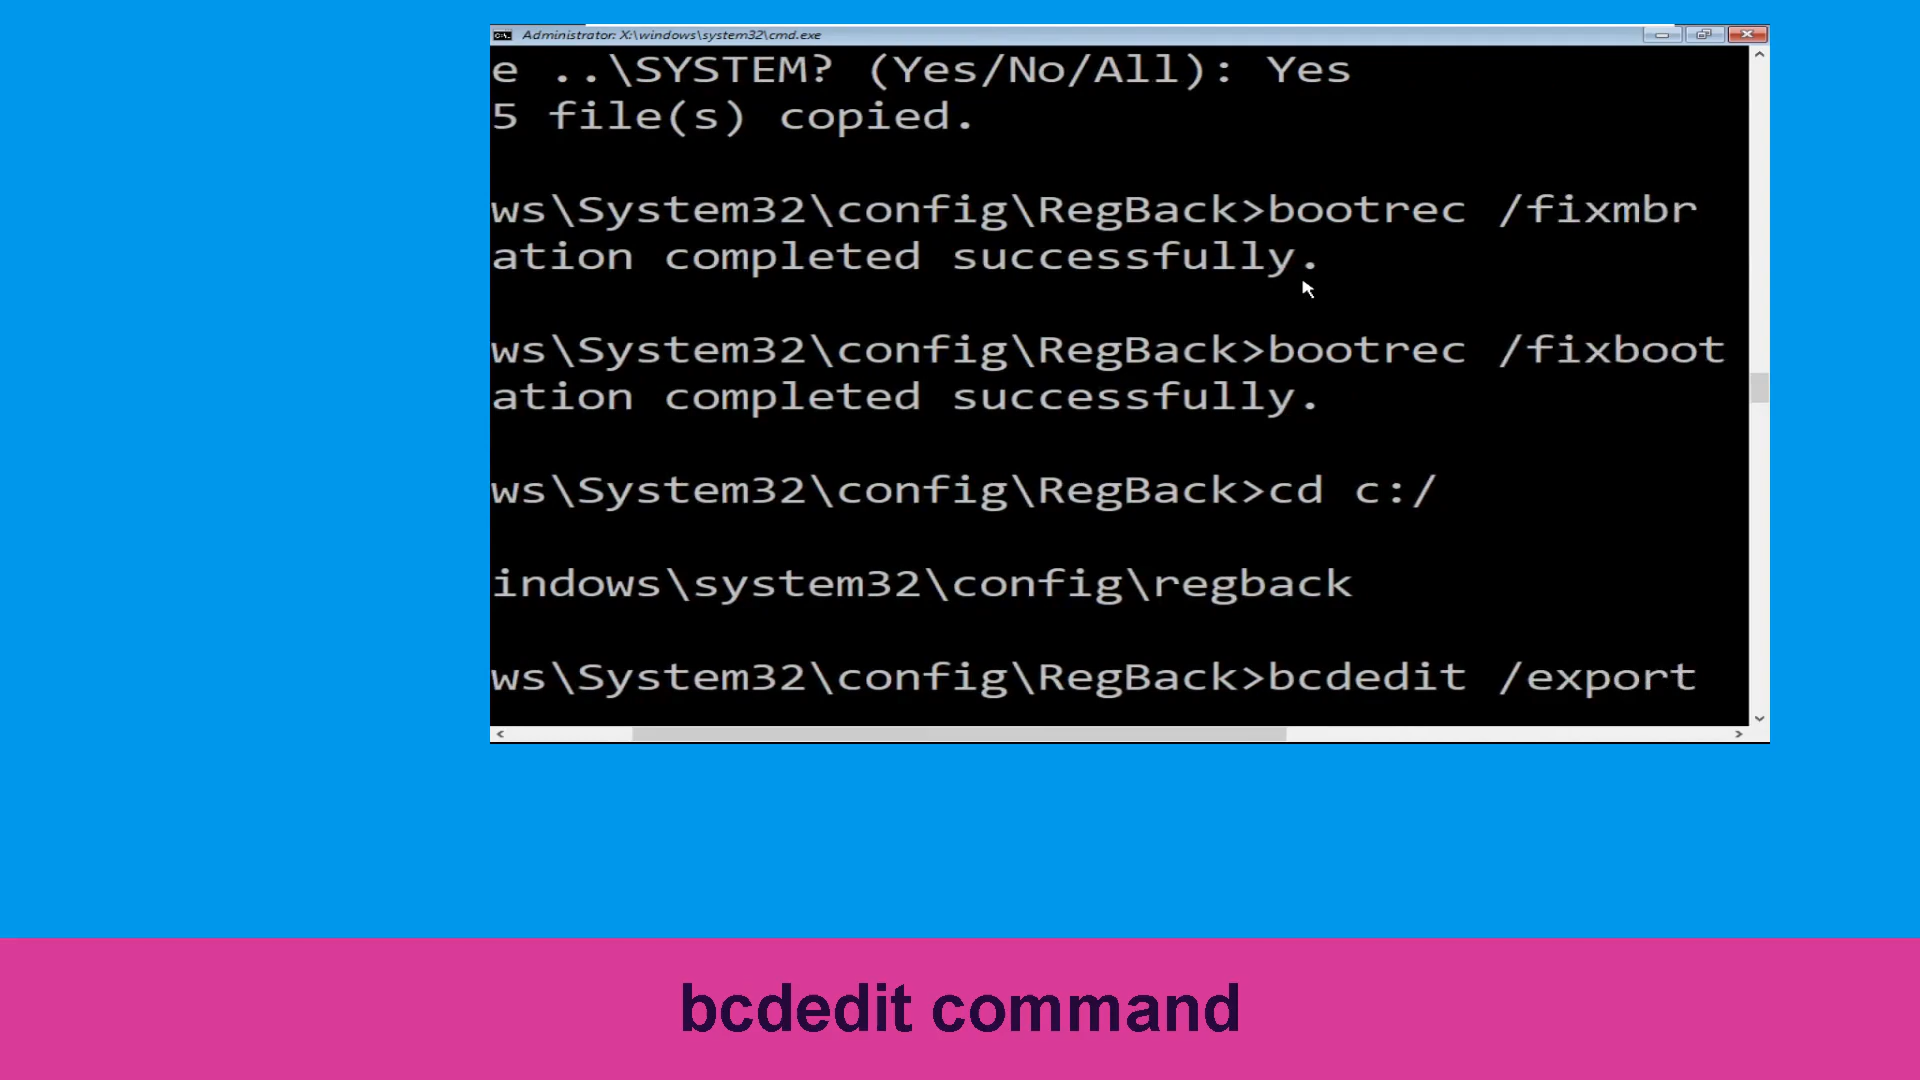 Administrator: X:\windows\system32\cmd.exe
e ..\SYSTEM? (Yes/No/All): Yes
5 file(s) copied.
ws\System32\config\RegBack>bootrec /fixmbr
ation completed successfully.
ws\System32\config\RegBack>bootrec /fixboot
ation completed successfully.
ws\System32\config\RegBack>cd c:/
indows\system32\config\regback
ws\System32\config\RegBack>bcdedit /export
bcdedit command